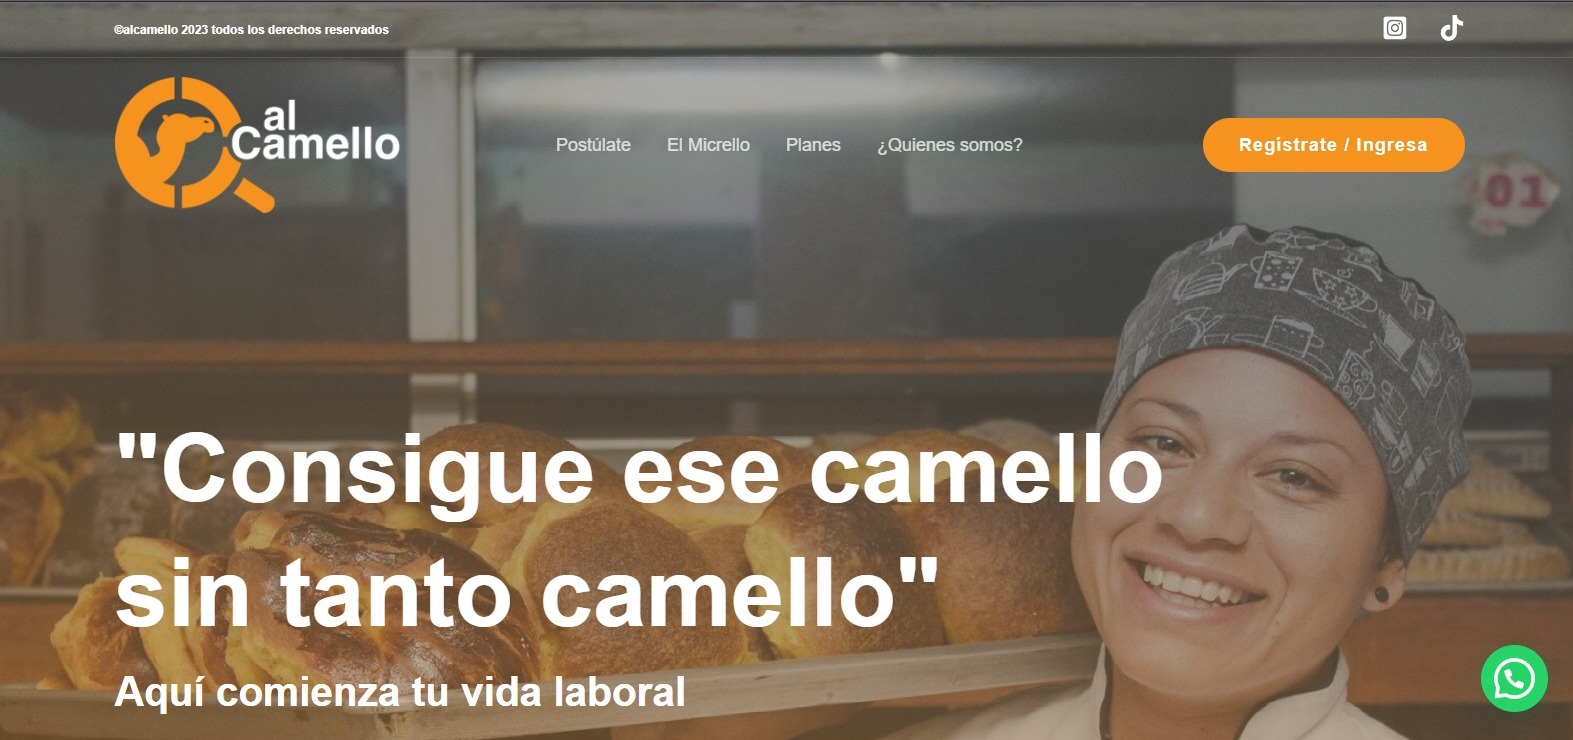 ©alcamello 2023 todos los derechos reservados
al
Camello
Postúlate El Micrello Planes ¿Quienes somos?
Regístrate / Ingresa
01
"Consigue ese camello
sin tanto camello"
Aquí comienza tu vida laboral